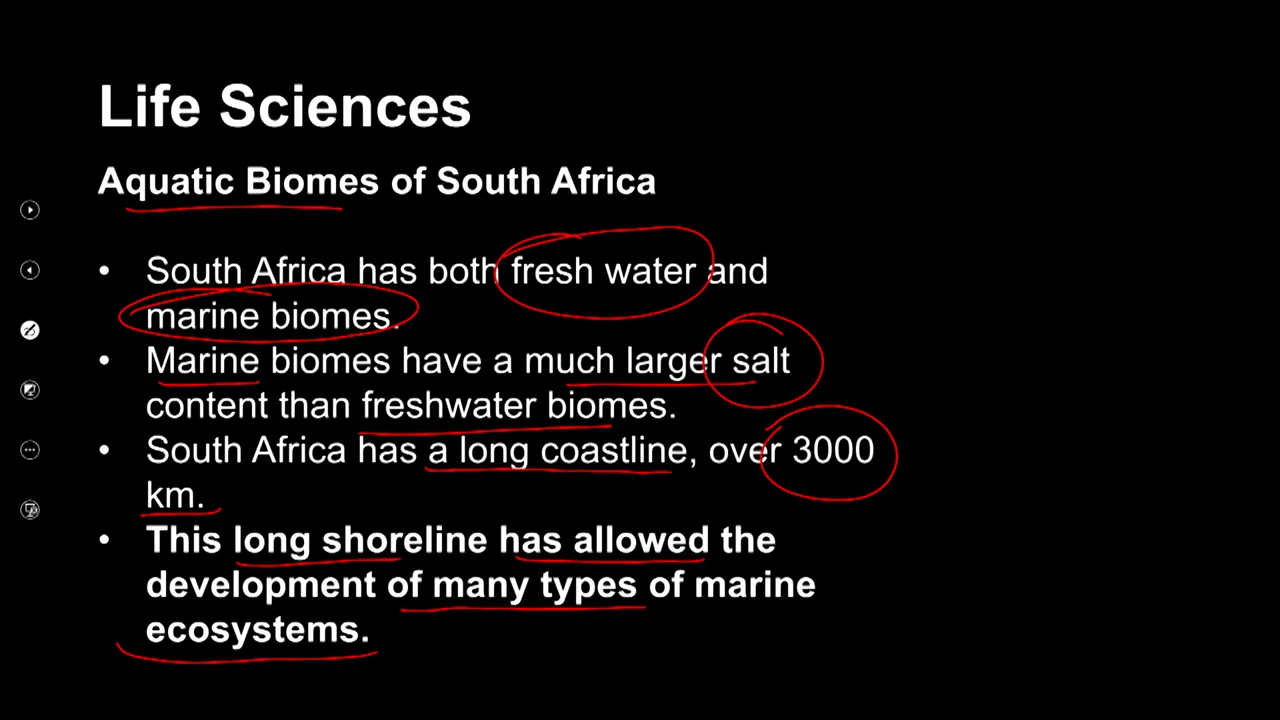 Life Sciences
Aquatic Biomes of South Africa
• South Africa has both fresh water and
marine biomes.
• Marine biomes have a much larger salt
content than freshwater biomes.
• South Africa has a long coastline, over 3000
km.
• This long shoreline has allowed the
development of many types of marine
ecosystems.